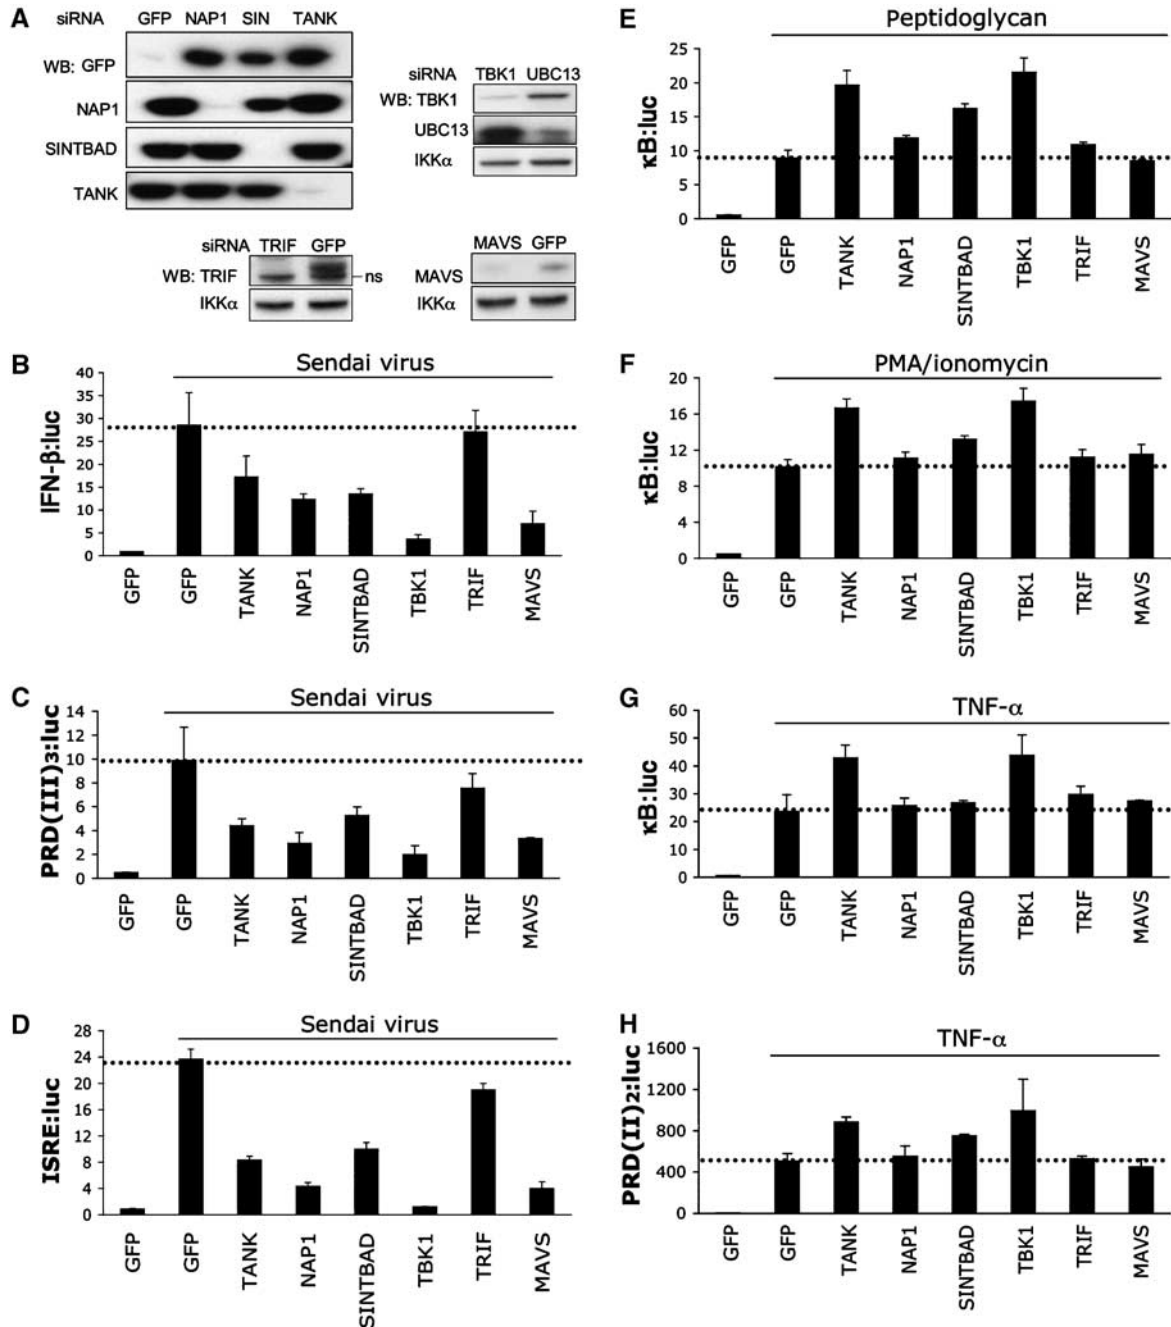 A
siRNA GFP NAP1 SIN TANK
WB: GFP
NAP1
SINTBAD
TANK
siRNA TBK1 UBC13
WB: TBK1
UBC13
IKKα
siRNA TRIF GFP
WB: TRIF
ns
IKKα
MAVS GFP
MAVS
IKKα
B
Sendai virus
IFN-β:luc
40
35
30
25
20
15
10
5
0
GFP GFP TANK NAP1 SINTBAD TBK1 TRIF MAVS
C
Sendai virus
PRD(III)3:luc
14
12
10
8
6
4
2
0
GFP GFP TANK NAP1 SINTBAD TBK1 TRIF MAVS
D
Sendai virus
ISRE:luc
28
24
20
16
12
8
4
0
GFP GFP TANK NAP1 SINTBAD TBK1 TRIF MAVS
E
Peptidoglycan
κB:luc
25
20
15
10
5
0
GFP GFP TANK NAP1 SINTBAD TBK1 TRIF MAVS
F
PMA/ionomycin
κB:luc
20
16
12
8
4
0
GFP GFP TANK NAP1 SINTBAD TBK1 TRIF MAVS
G
TNF-α
κB:luc
60
50
40
30
20
10
0
GFP GFP TANK NAP1 SINTBAD TBK1 TRIF MAVS
H
TNF-α
PRD(II)2:luc
1600
1200
800
400
0
GFP GFP TANK NAP1 SINTBAD TBK1 TRIF MAVS